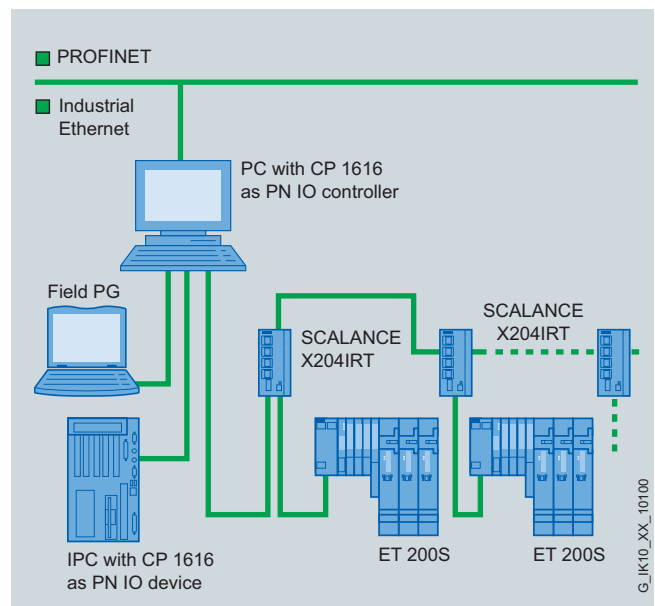 PROFINET
Industrial
Ethernet
PC with CP 1616
as PN IO controller
Field PG
SCALANCE
X204IRT
SCALANCE
X204IRT
IPC with CP 1616
as PN IO device
ET 200S
ET 200S
G_IK10_XX_10100